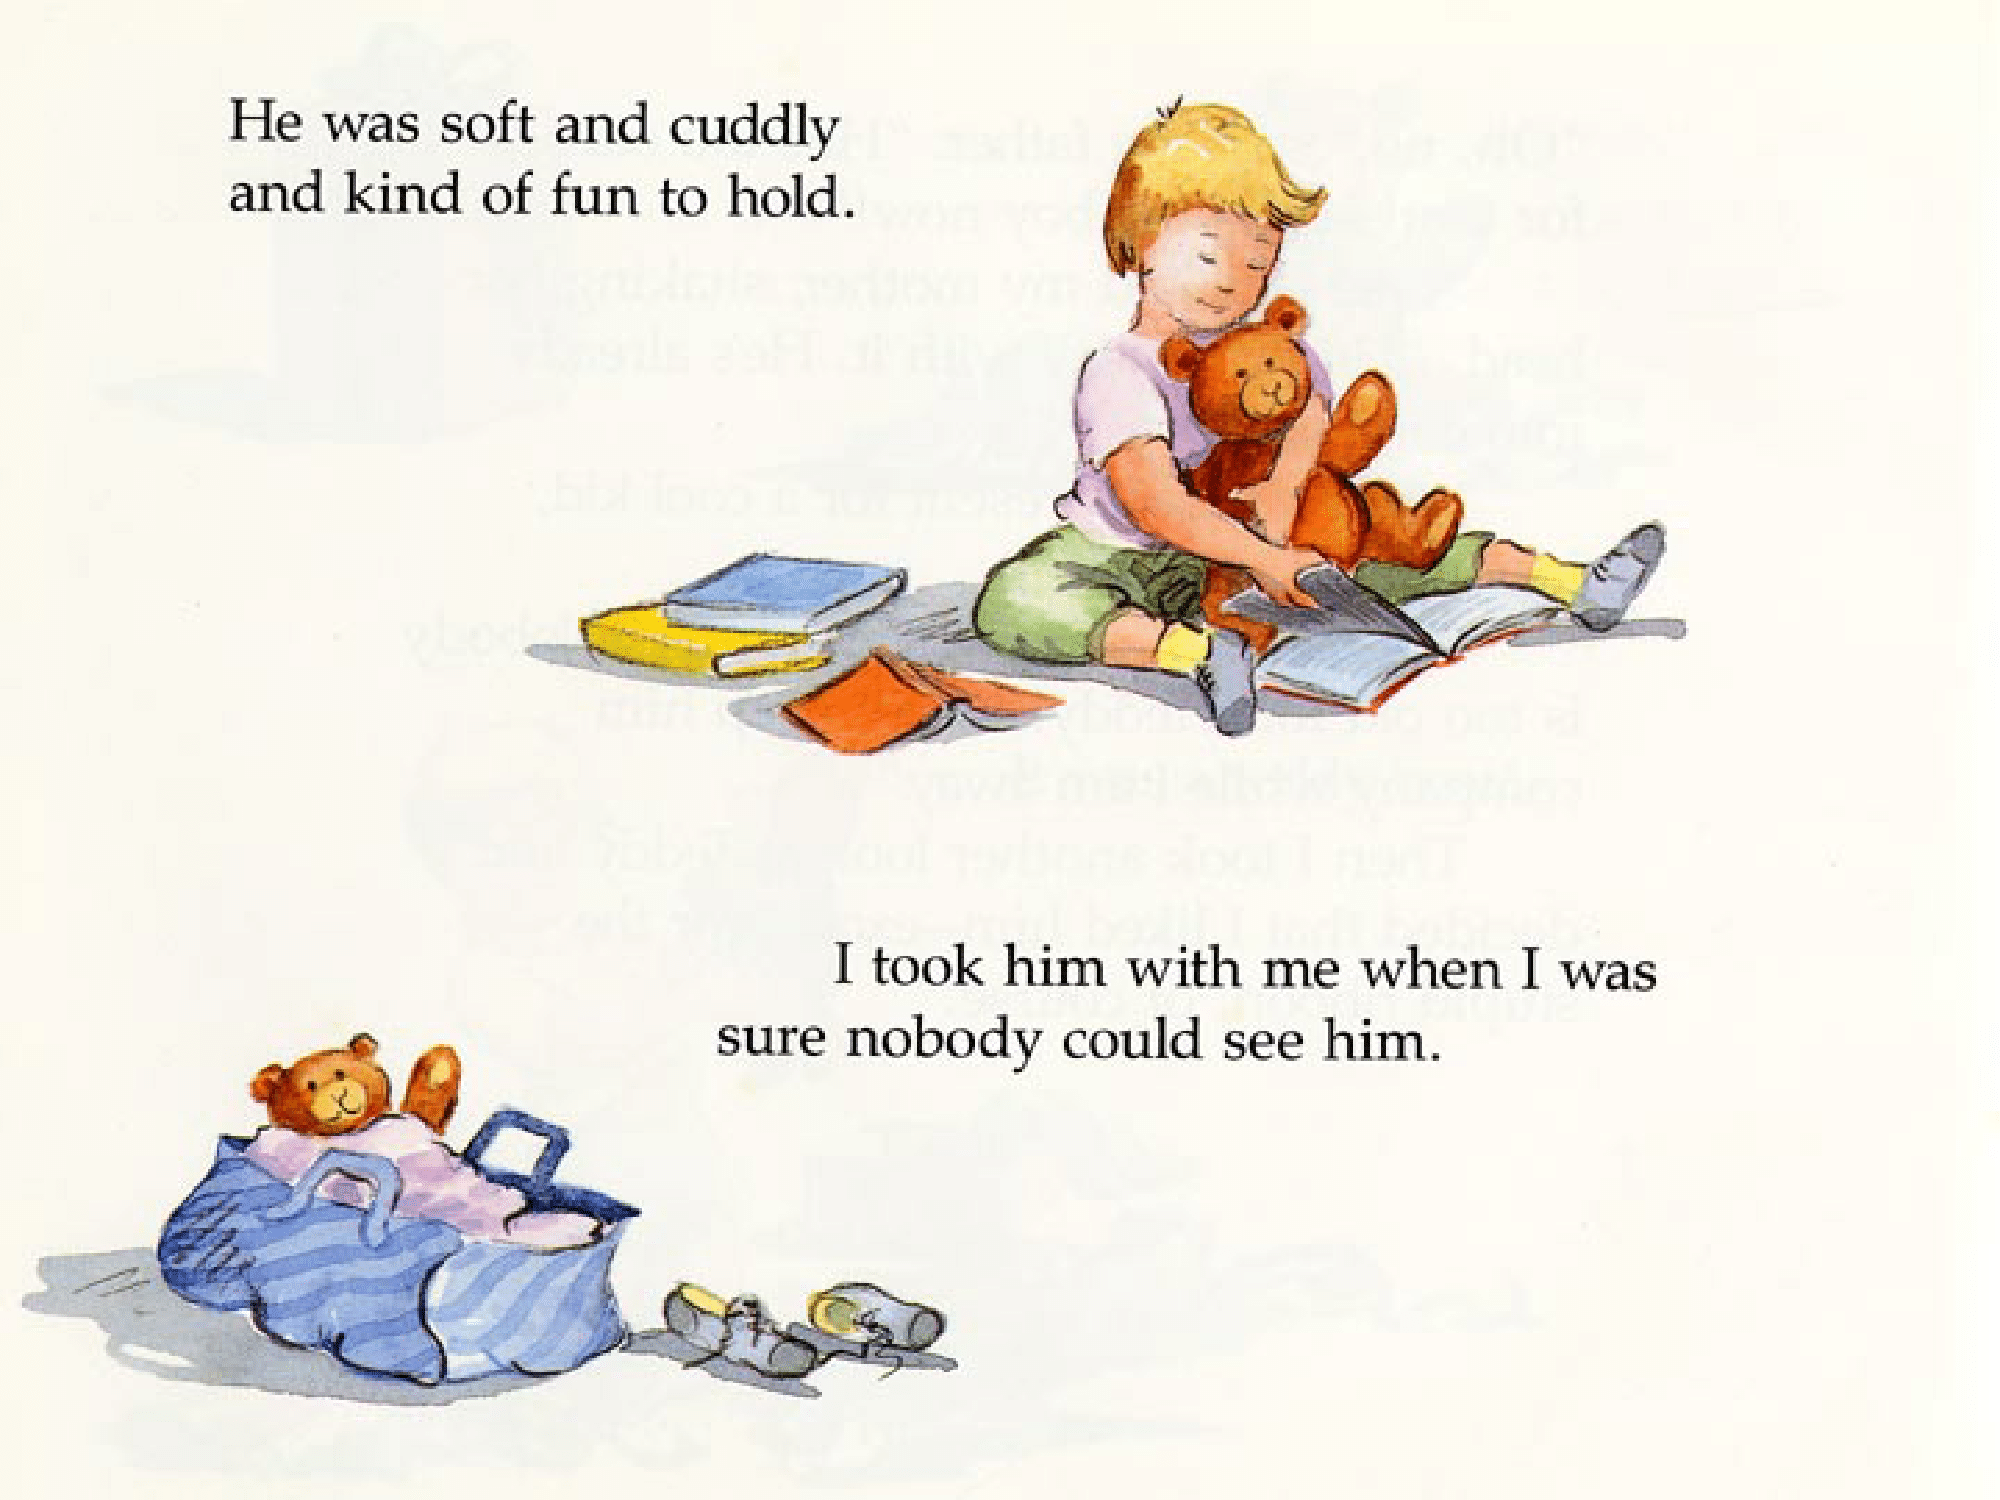 He was soft and cuddly
and kind of fun to hold.
I took him with me when I was
sure nobody could see him.